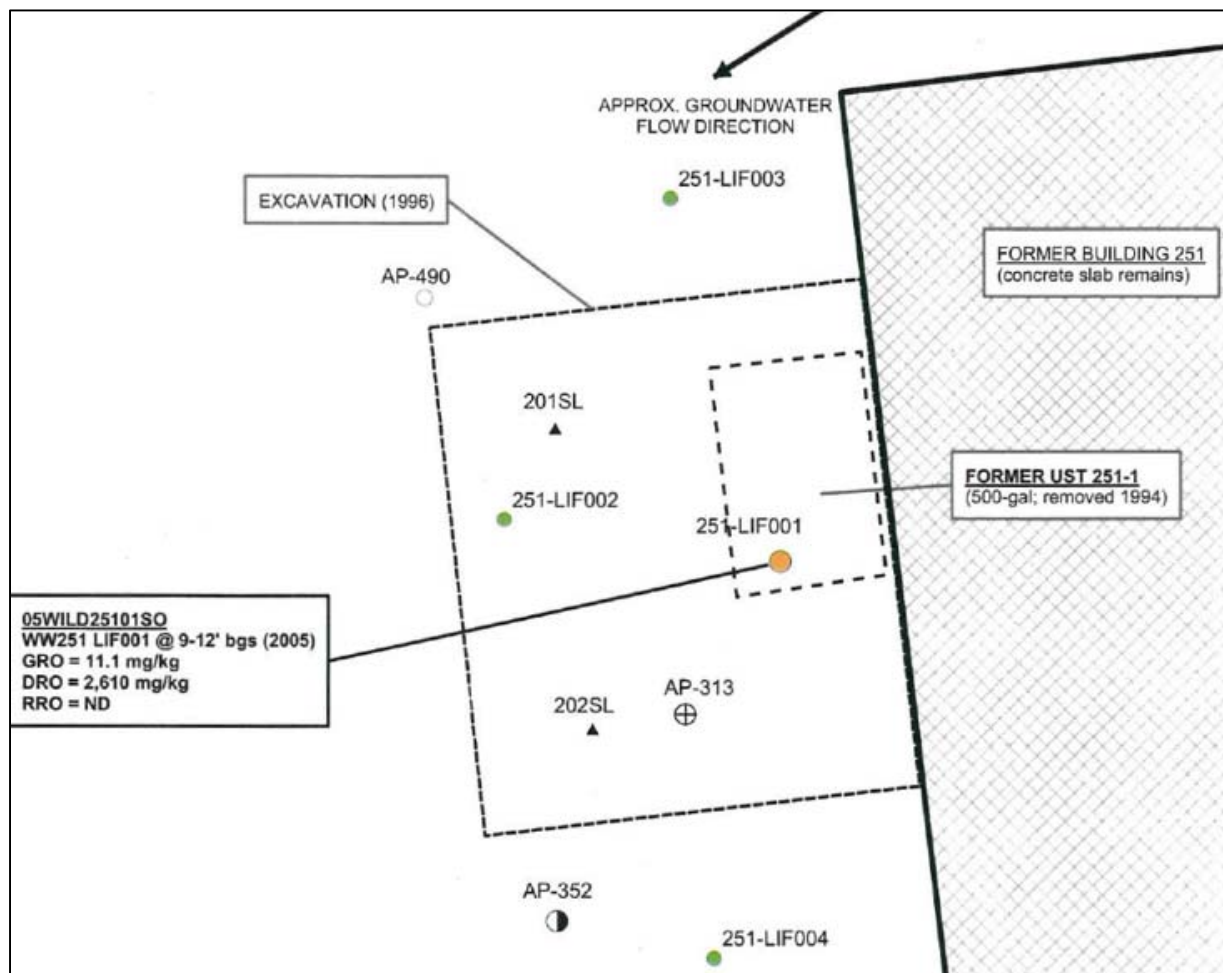 APPROX. GROUNDWATER
FLOW DIRECTION
251-LIF003
EXCAVATION (1996)
FORMER BUILDING 251
(concrete slab remains)
AP-490
201SL
FORMER UST 251-1
(500-gal; removed 1994)
251-LIF002
251-LIF001
05WILD25101SO
WW251 LIF001 @ 9-12' bgs (2005)
GRO = 11.1 mg/kg
DRO = 2,610 mg/kg
RRO = ND
AP-313
202SL
AP-352
251-LIF004